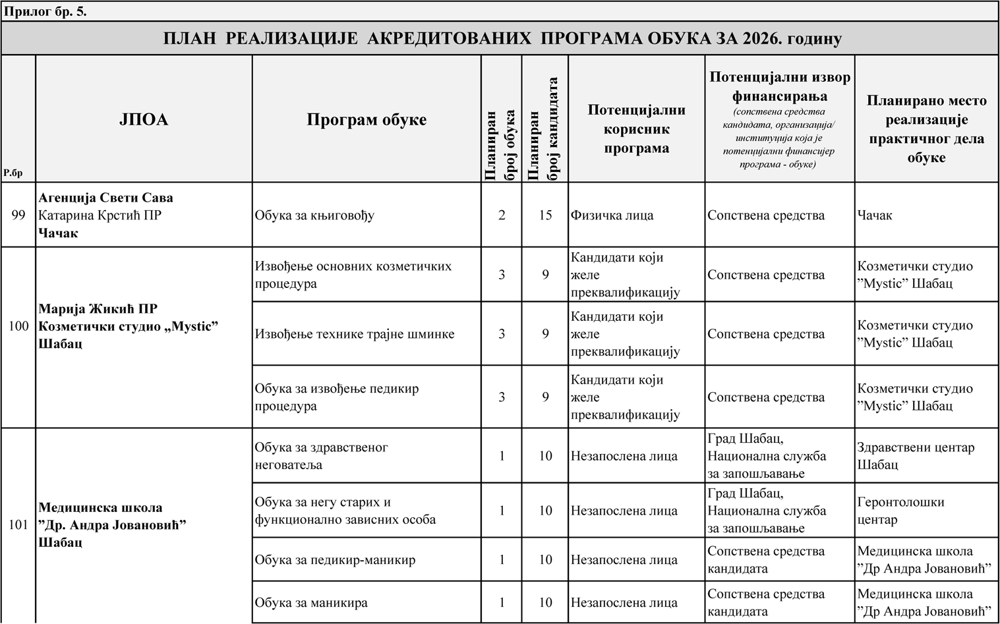 Прилог бр. 5.
ПЛАН РЕАЛИЗАЦИЈЕ АКРЕДИТОВАНИХ ПРОГРАМА ОБУКА ЗА 2026. годину
Р.бр
ЈПОА
Програм обуке
Планиран
број обука
Планиран
број кандидата
Потенцијални
корисник
програма
Потенцијални извор
финансирања
(сопствена средства
кандидата, организација/
институција која је
потенцијални финансијер
програма - обуке)
Планирано место
реализације
практичног дела
обуке
99
Агенција Свети Сава
Катарина Крстић ПР
Чачак
Обука за књиговођу
2
15
Физичка лица
Сопствена средства
Чачак
100
Марија Жикић ПР
Козметички студио „Mystic”
Шабац
Извођење основних козметичких
процедура
3
9
Кандидати који
желе
преквалификацију
Сопствена средства
Козметички студио
”Mystic” Шабац
Извођење технике трајне шминке
3
9
Кандидати који
желе
преквалификацију
Сопствена средства
Козметички студио
”Mystic” Шабац
Обука за извођење педикир
процедура
3
9
Кандидати који
желе
преквалификацију
Сопствена средства
Козметички студио
”Mystic” Шабац
101
Медицинска школа
”Др. Андра Јовановић”
Шабац
Обука за здравственог
неговатеља
1
10
Незапослена лица
Град Шабац,
Национална служба
за запошљавање
Здравствени центар
Шабац
Обука за негу старих и
функционално зависних особа
1
10
Незапослена лица
Град Шабац,
Национална служба
за запошљавање
Геронтолошки
центар
Обука за педикир-маникир
1
10
Незапослена лица
Сопствена средства
кандидата
Медицинска школа
”Др Андра Јовановић”
Обука за маникира
1
10
Незапослена лица
Сопствена средства
кандидата
Медицинска школа
”Др Андра Јовановић”